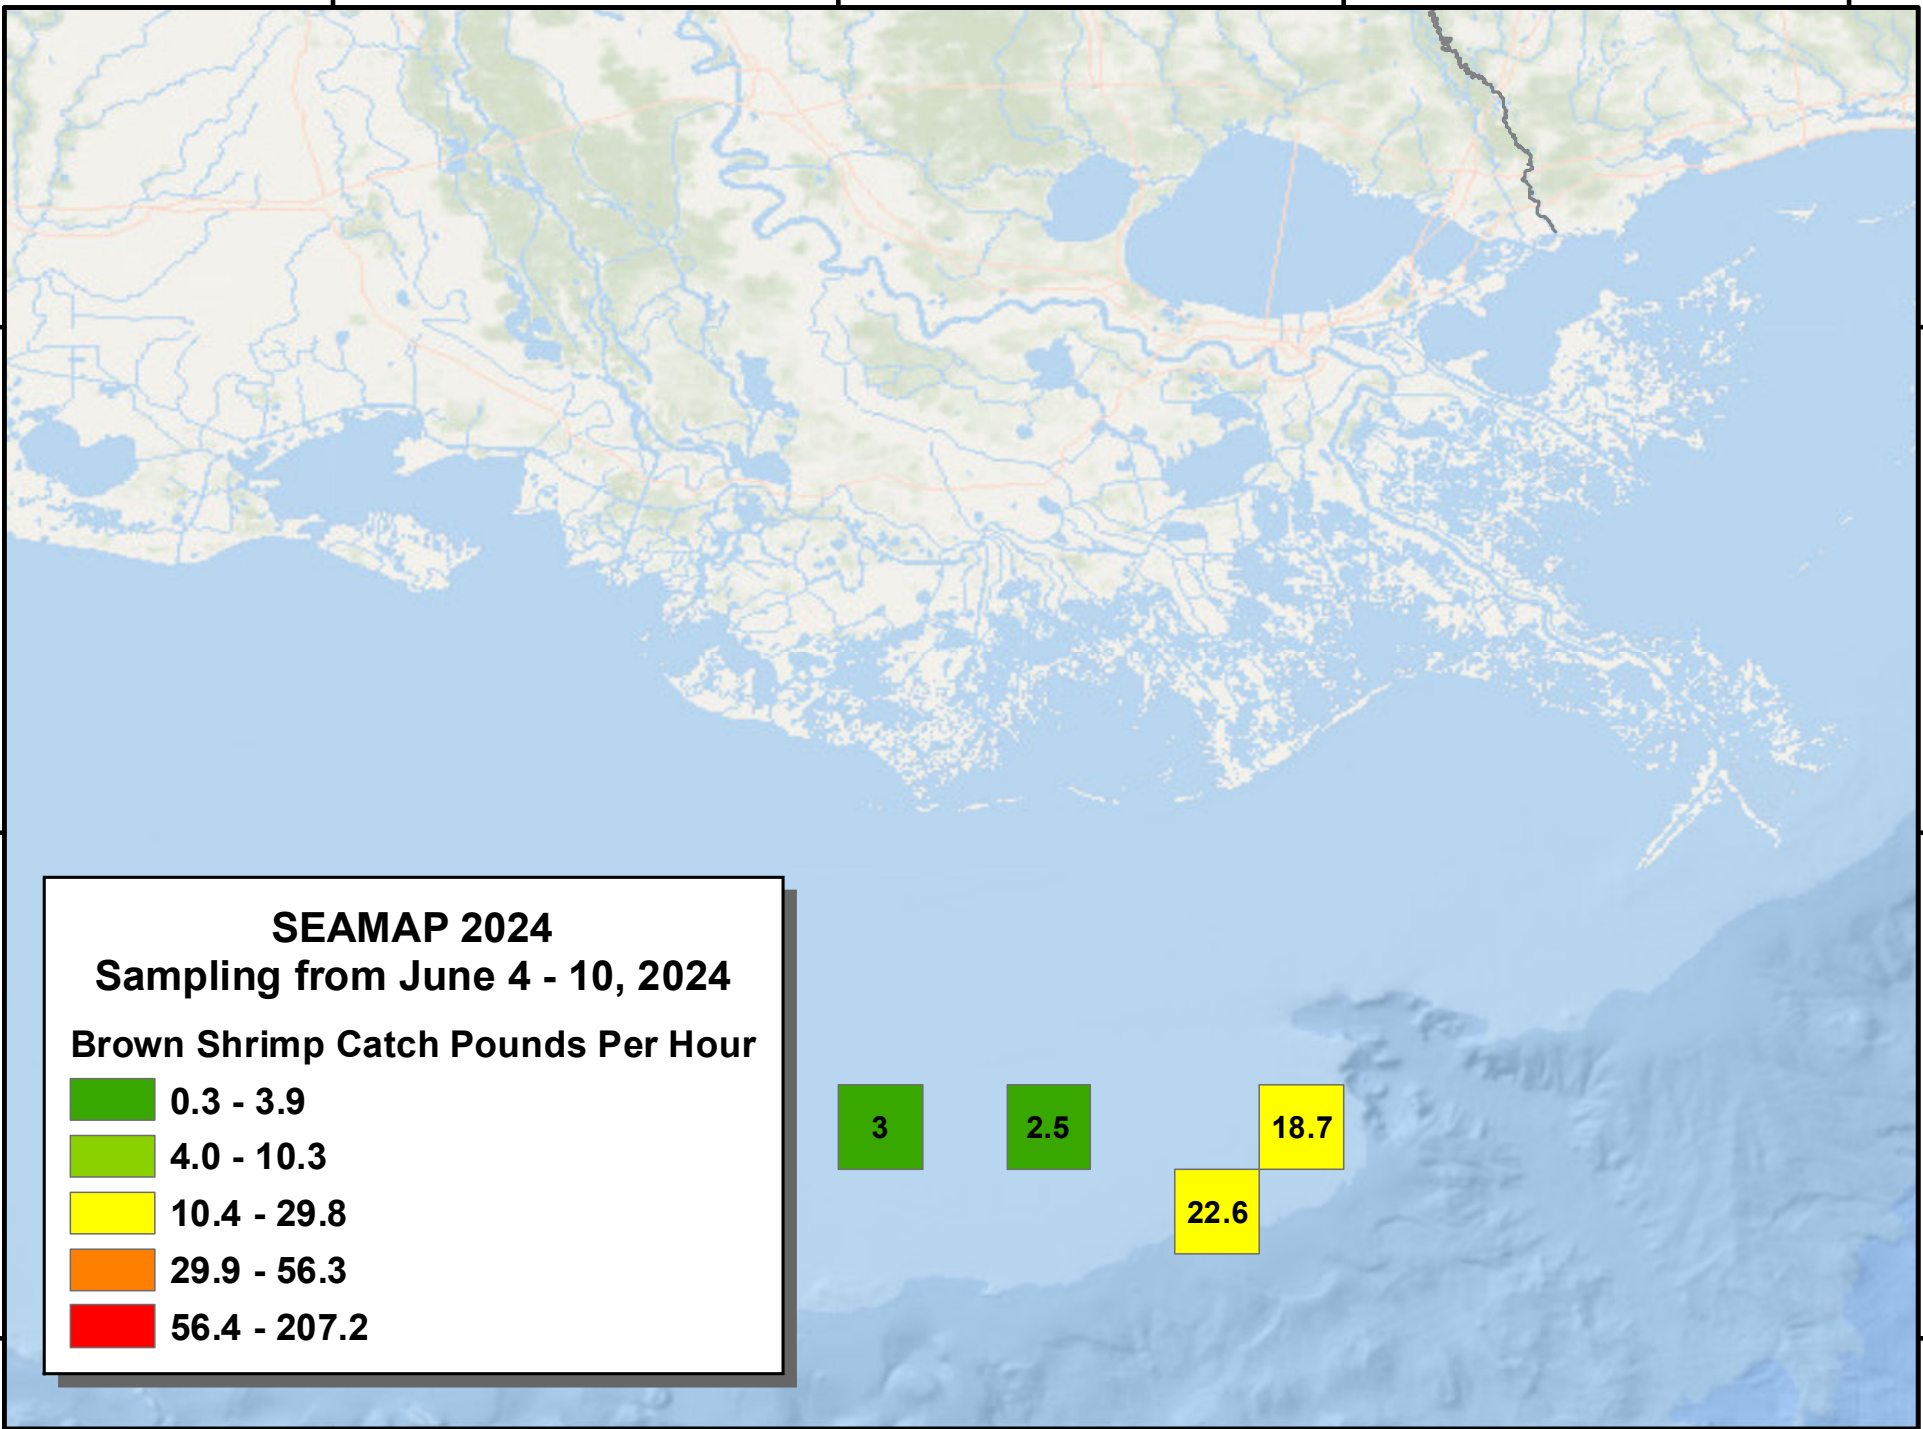 SEAMAP 2024
Sampling from June 4 - 10, 2024
Brown Shrimp Catch Pounds Per Hour
0.3 - 3.9
4.0 - 10.3
10.4 - 29.8
29.9 - 56.3
56.4 - 207.2
3
2.5
18.7
22.6